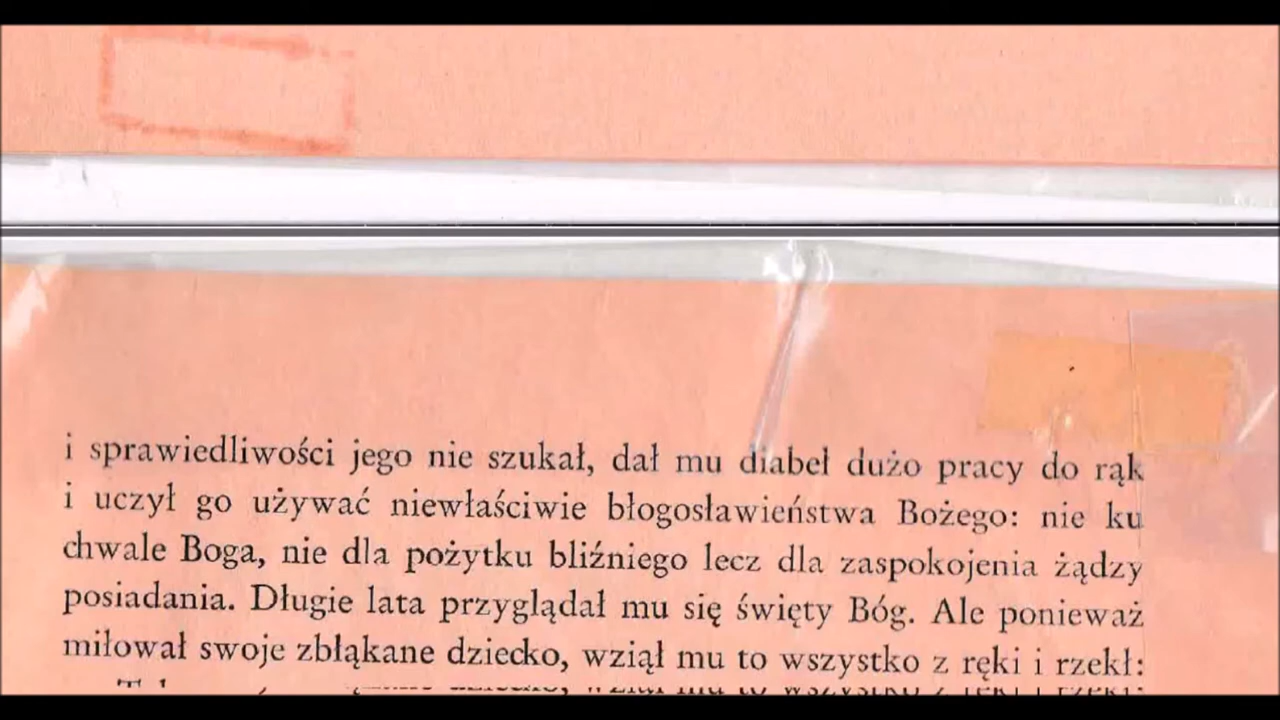 i sprawiedliwości jego nie szukał, dał mu diabeł dużo pracy do rąk
i uczył go używać niewłaściwie błogosławieństwa Bożego: nie ku
chwale Boga, nie dla pożytku bliźniego lecz dla zaspokojenia żądzy
posiadania. Długie lata przyglądał mu się święty Bóg. Ale ponieważ
miłował swoje zbłąkane dziecko, wziął mu to wszystko z ręki i rzekł: